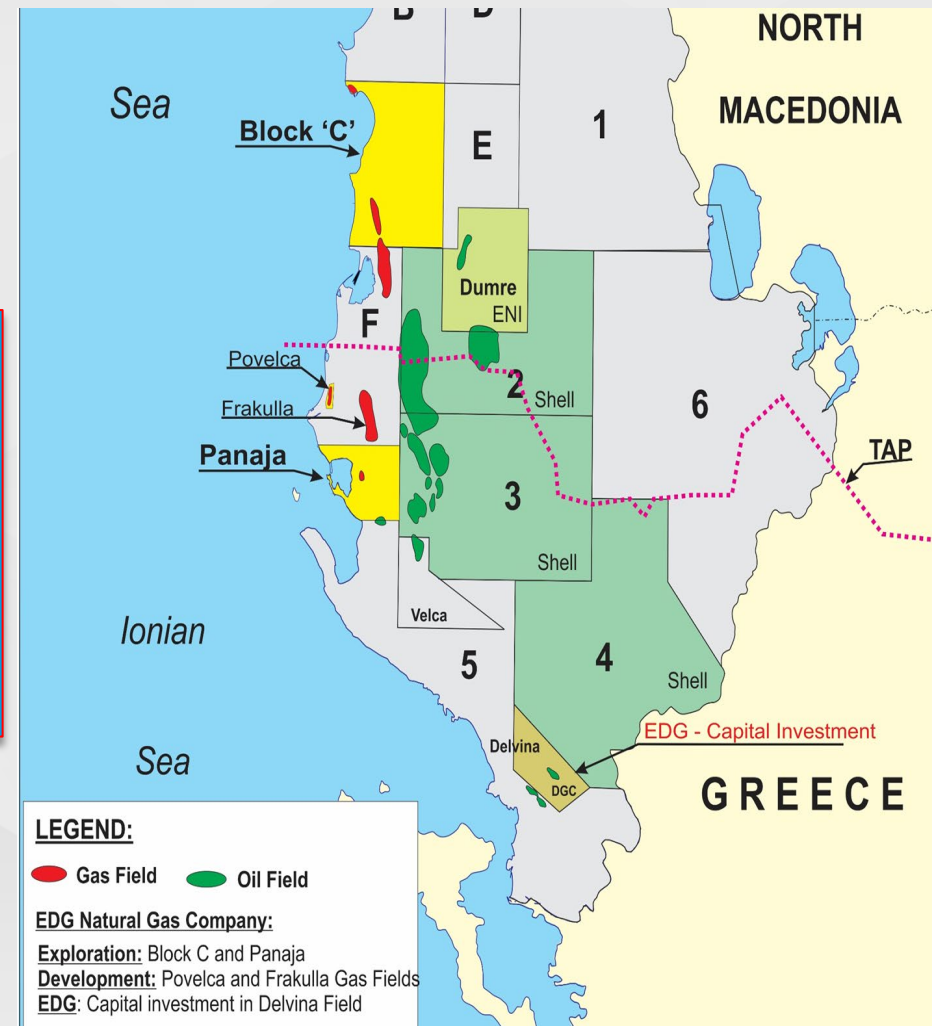 B D
NORTH
MACEDONIA
Sea
Block ‘C’
E
1
Dumre
ENI
F
Povelca
2
Shell
6
Frakulla
Panaja
TAP
3
Shell
Velca
Ionian
5
4
Shell
EDG - Capital Investment
Delvina
Sea
DGC
GREECE
LEGEND:
Gas Field Oil Field
EDG Natural Gas Company:
Exploration: Block C and Panaja
Development: Povelca and Frakulla Gas Fields
EDG: Capital investment in Delvina Field